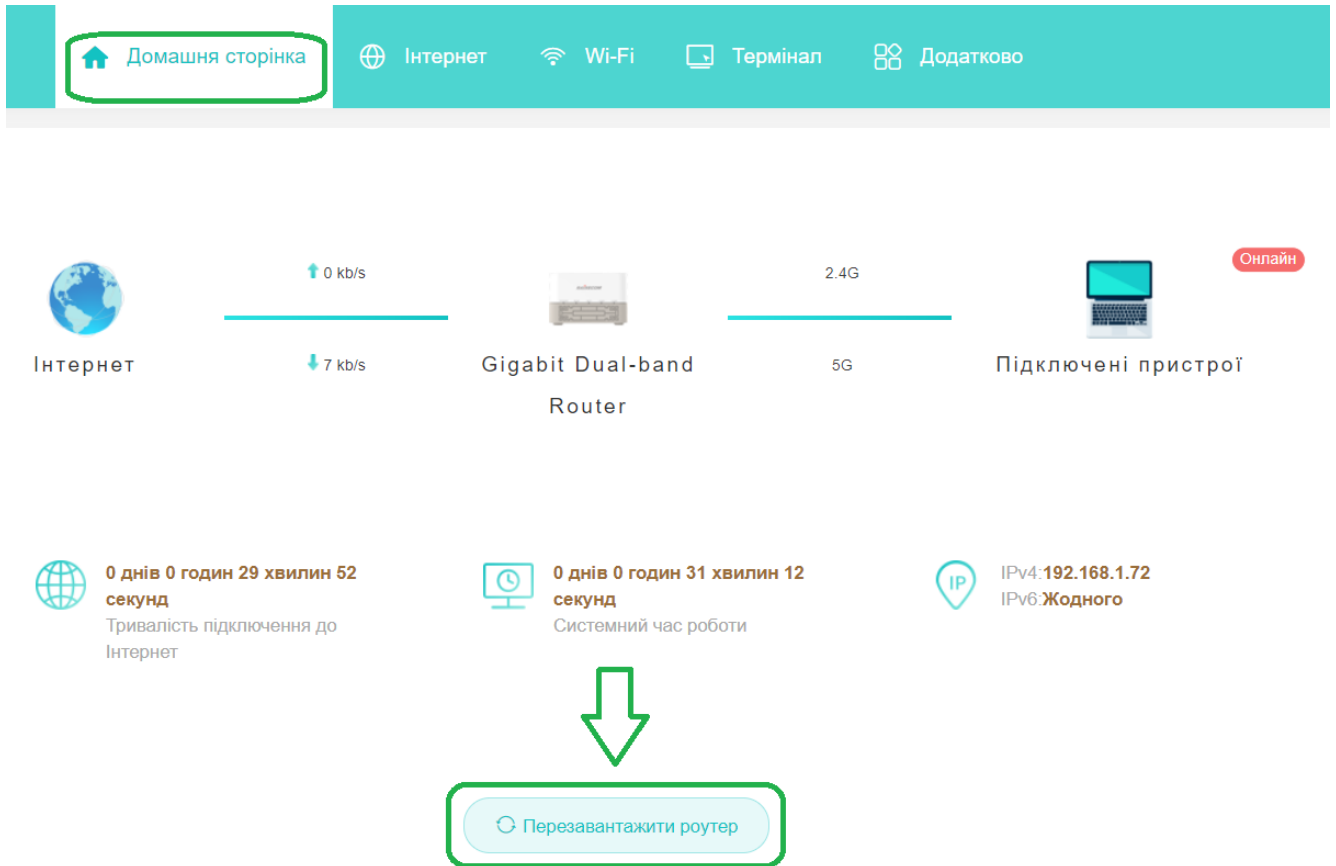 Домашня сторінка
Інтернет
Wi-Fi
Термінал
Додатково
0 kb/s
2.4G
Онлайн
Інтернет
7 kb/s
Gigabit Dual-band
Router
5G
Підключені пристрої
0 днів 0 годин 29 хвилин 52
секунд
Тривалість підключення до
Інтернет
0 днів 0 годин 31 хвилин 12
секунд
Системний час роботи
IP
IPv4:192.168.1.72
IPv6:Жодного
Перезавантажити роутер